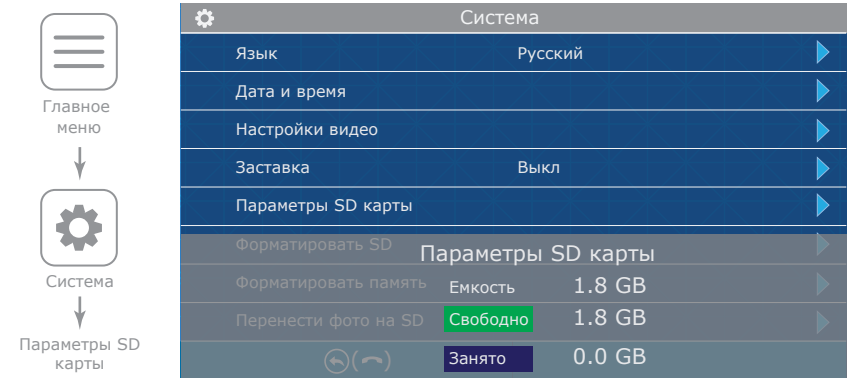 Главное
меню
Система
Параметры SD
карты
Система
Язык Русский
Дата и время
Настройки видео
Заставка Выкл
Параметры SD карты
Форматировать SD
Форматировать память
Перенести фото на SD
Параметры SD карты
Емкость 1.8 GB
Свободно 1.8 GB
Занято 0.0 GB